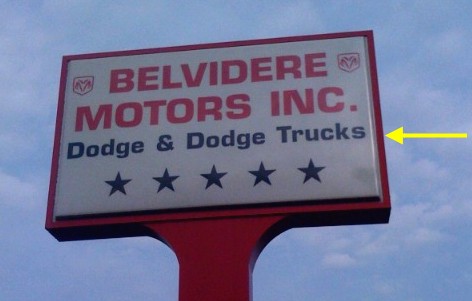 BELVIDERE
MOTORS INC.
Dodge & Dodge Trucks